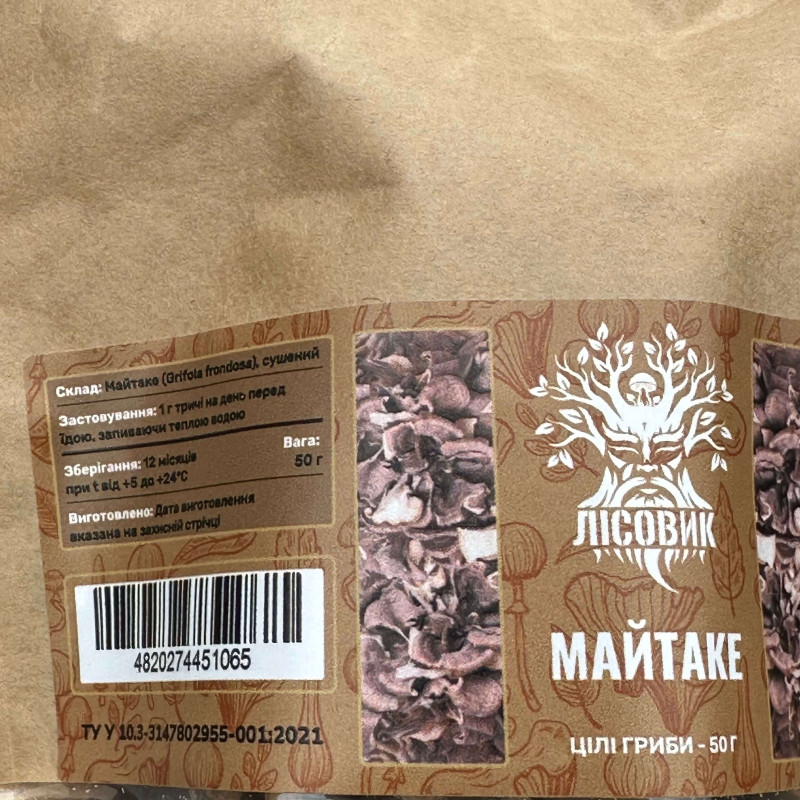 Склад: Майтаке (Grifola frondosa), сушений
Застосування: 1 г тричі на день перед
їдою, запиваючи теплою водою
Зберігання: 12 місяців
при t від +5 до +24°C
Вага:
50 г
Виготовлено: Дата виготовлення
вказана на захисній стрічці
4820274451065
ТУ У 10.3-3147802955-001:2021
ЛІСОВИК
МАЙТАКЕ
ЦІЛІ ГРИБИ - 50 Г